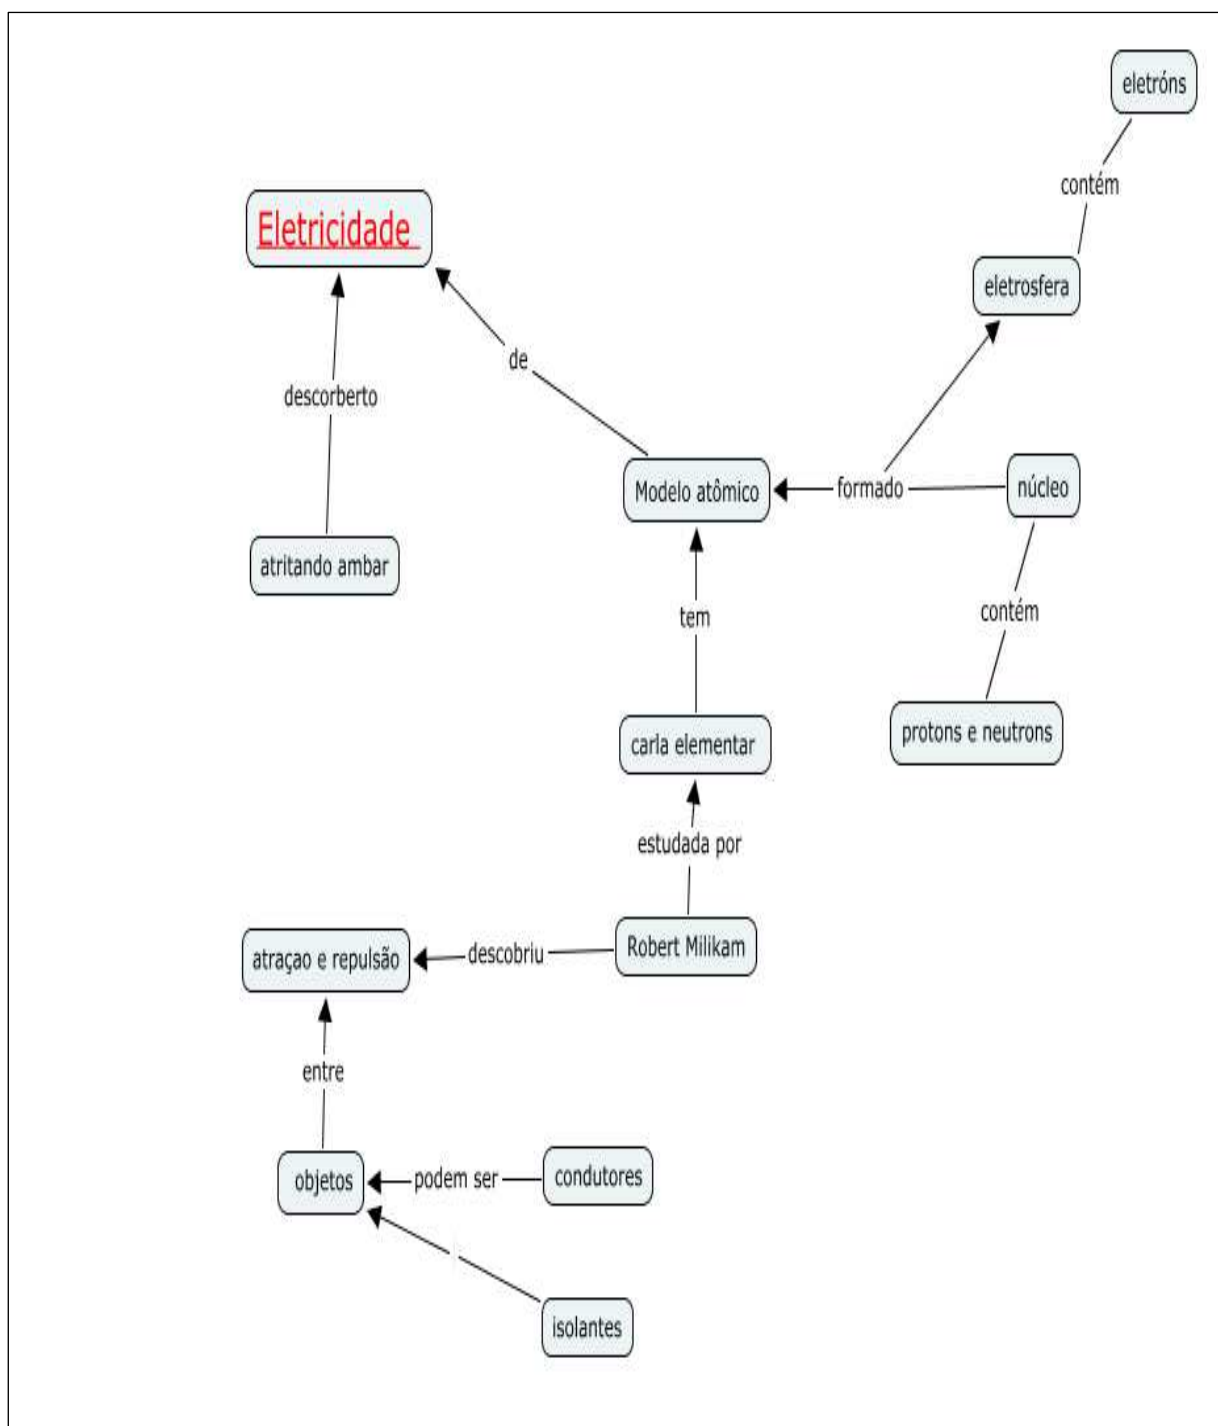 eletróns
contém
Eletricidade
eletrosfera
de
descorberto
Modelo atômico
formado
núcleo
atritando ambar
tem
contém
carla elementar
protons e neutrons
estudada por
Robert Milikam
descobriu
atraçao e repulsão
entre
objetos
podem ser
condutores
isolantes